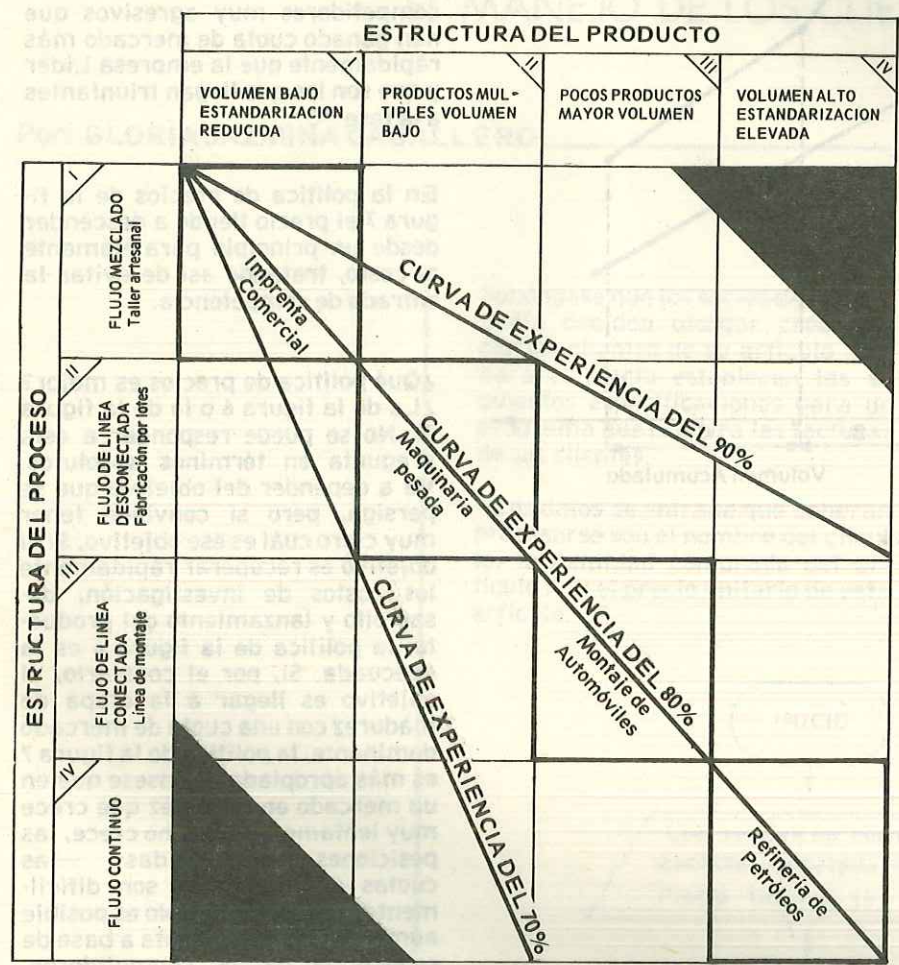 ESTRUCTURA DEL PRODUCTO
I
II
III
IV
VOLUMEN BAJO
ESTANDARIZACION
REDUCIDA
PRODUCTOS MUL-
TIPLES, VOLUMEN
BAJO
POCOS PRODUCTOS
MAYOR VOLUMEN
VOLUMEN ALTO
ESTANDARIZACION
ELEVADA
ESTRUCTURA DEL PROCESO
I
FLUJO MEZCLADO
Taller artesanal
II
FLUJO DE LINEA
DESCONECTADA
Fabricación por lotes
III
FLUJO DE LINEA
CONECTADA
Línea de montaje
IV
FLUJO CONTINUO
Imprenta
Comercial
CURVA DE EXPERIENCIA DEL 90%
CURVA DE EXPERIENCIA DEL 80%
Maquinaria
pesada
Montaje de
Automóviles
CURVA DE EXPERIENCIA DEL 70%
Refinería de
Petróleos